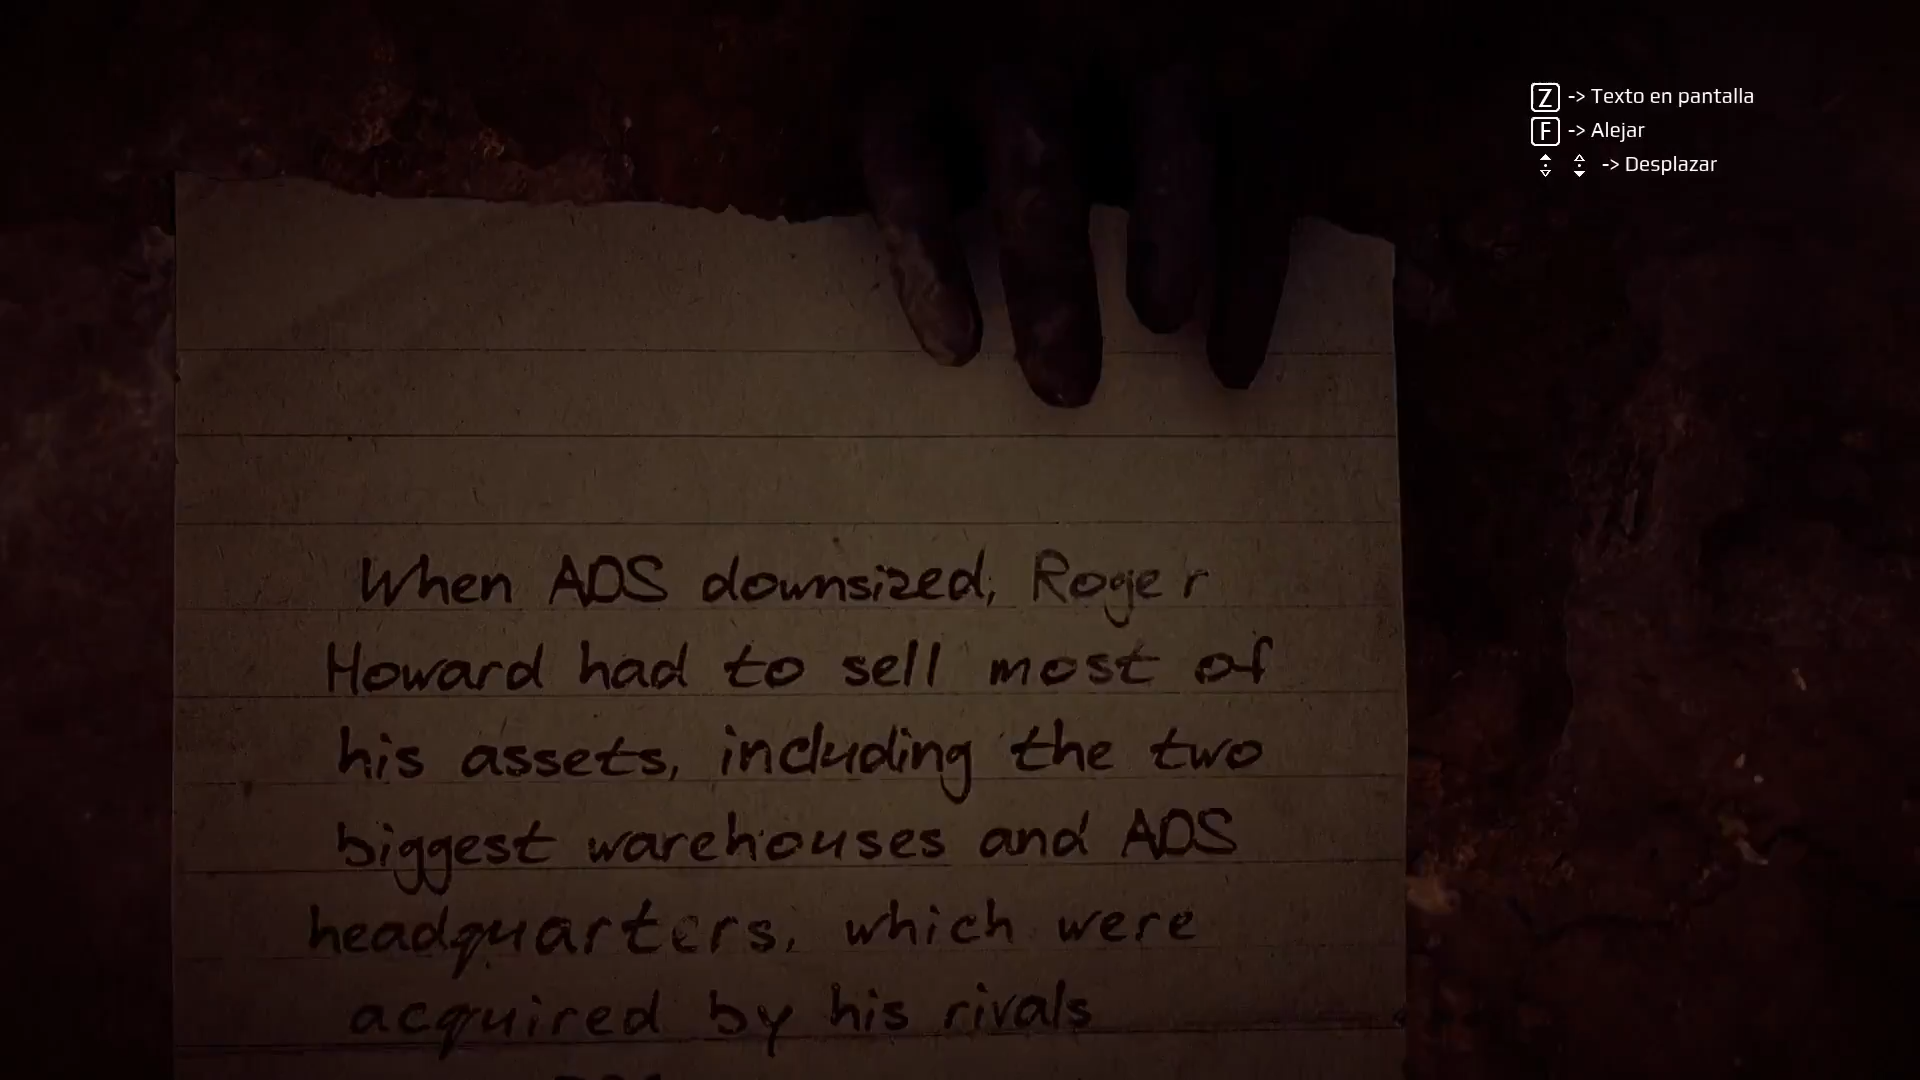 Z -> Texto en pantalla
F -> Alejar
-> Desplazar
When ADS downsized, Roger
Howard had to sell most of
his assets, including the two
biggest warehouses and ADS
headquarters, which were
acquired by his rivals